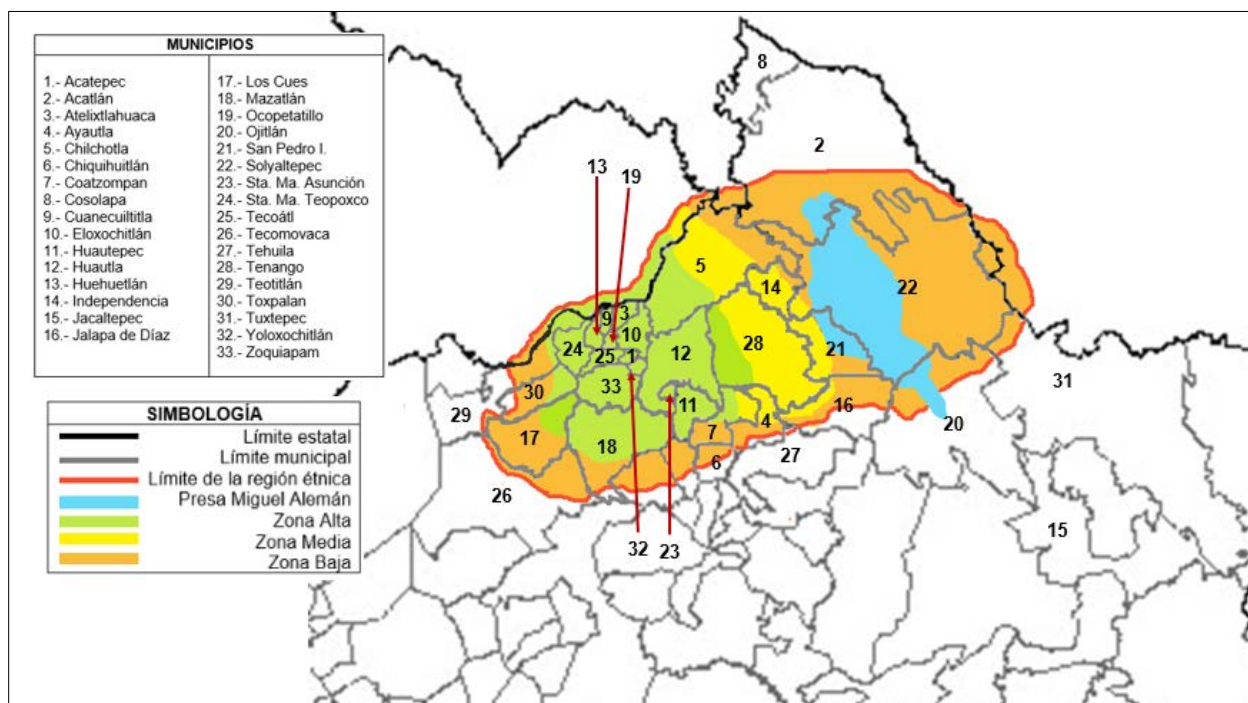 MUNICIPIOS
1.- Acatepec
2.- Acatlán
3.- Atelixtlahuaca
4.- Ayautla
5.- Chilchotla
6.- Chiquihuitlán
7.- Coatzompan
8.- Cosolapa
9.- Cuanecuiltitla
10.- Eloxochitlán
11.- Huautepec
12.- Huautla
13.- Huehuetlán
14.- Independencia
15.- Jacaltepec
16.- Jalapa de Díaz
17.- Los Cues
18.- Mazatlán
19.- Ocopetatillo
20.- Ojitlán
21.- San Pedro I.
22.- Solyaltepec
23.- Sta. Ma. Asunción
24.- Sta. Ma. Teopoxco
25.- Tecoátl
26.- Tecomovaca
27.- Tehuila
28.- Tenango
29.- Teotitlán
30.- Toxpalan
31.- Tuxtepec
32.- Yoloxochitlán
33.- Zoquiapam
SIMBOLOGÍA
Límite estatal
Límite municipal
Límite de la región étnica
Presa Miguel Alemán
Zona Alta
Zona Media
Zona Baja
8
2
13
19
5
14
22
9
3
10
24
25
1
12
28
21
33
30
29
11
16
31
17
7
4
20
18
6
27
26
15
32
23